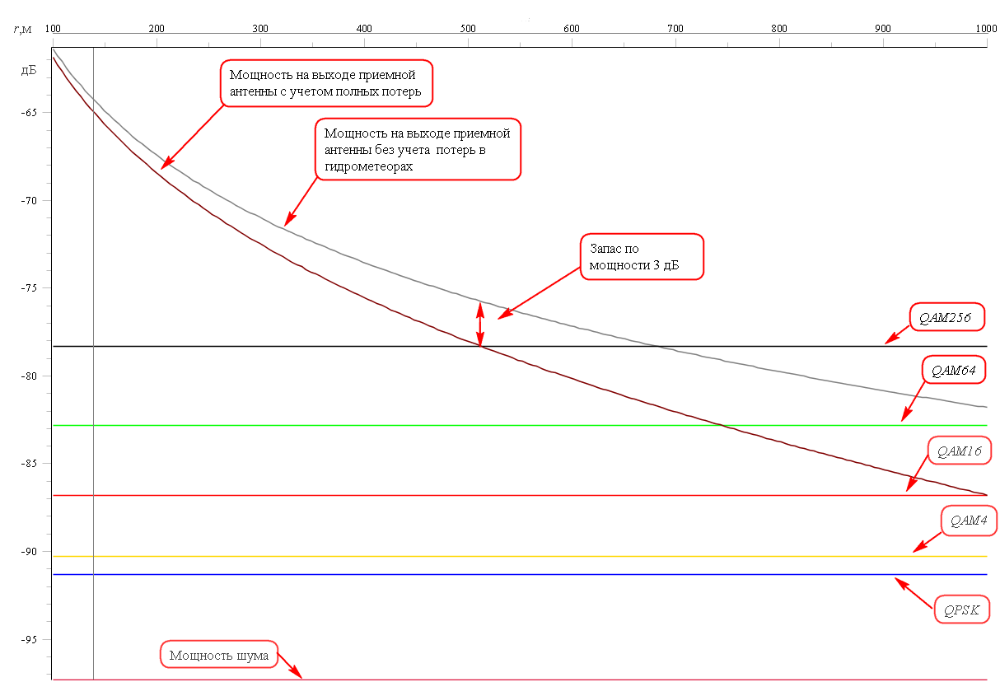 r,м 100 200 300 400 500 600 700 800 900 1000
дБ
Мощность на выходе приемной
антенны с учетом полных потерь
-65
Мощность на выходе приемной
антенны без учета потерь в
гидрометеорах
-70
Запас по
мощности 3 дБ
-75
QAM256
QAM64
-80
QAM16
-85
QAM4
-90
QPSK
-95
Мощность шума